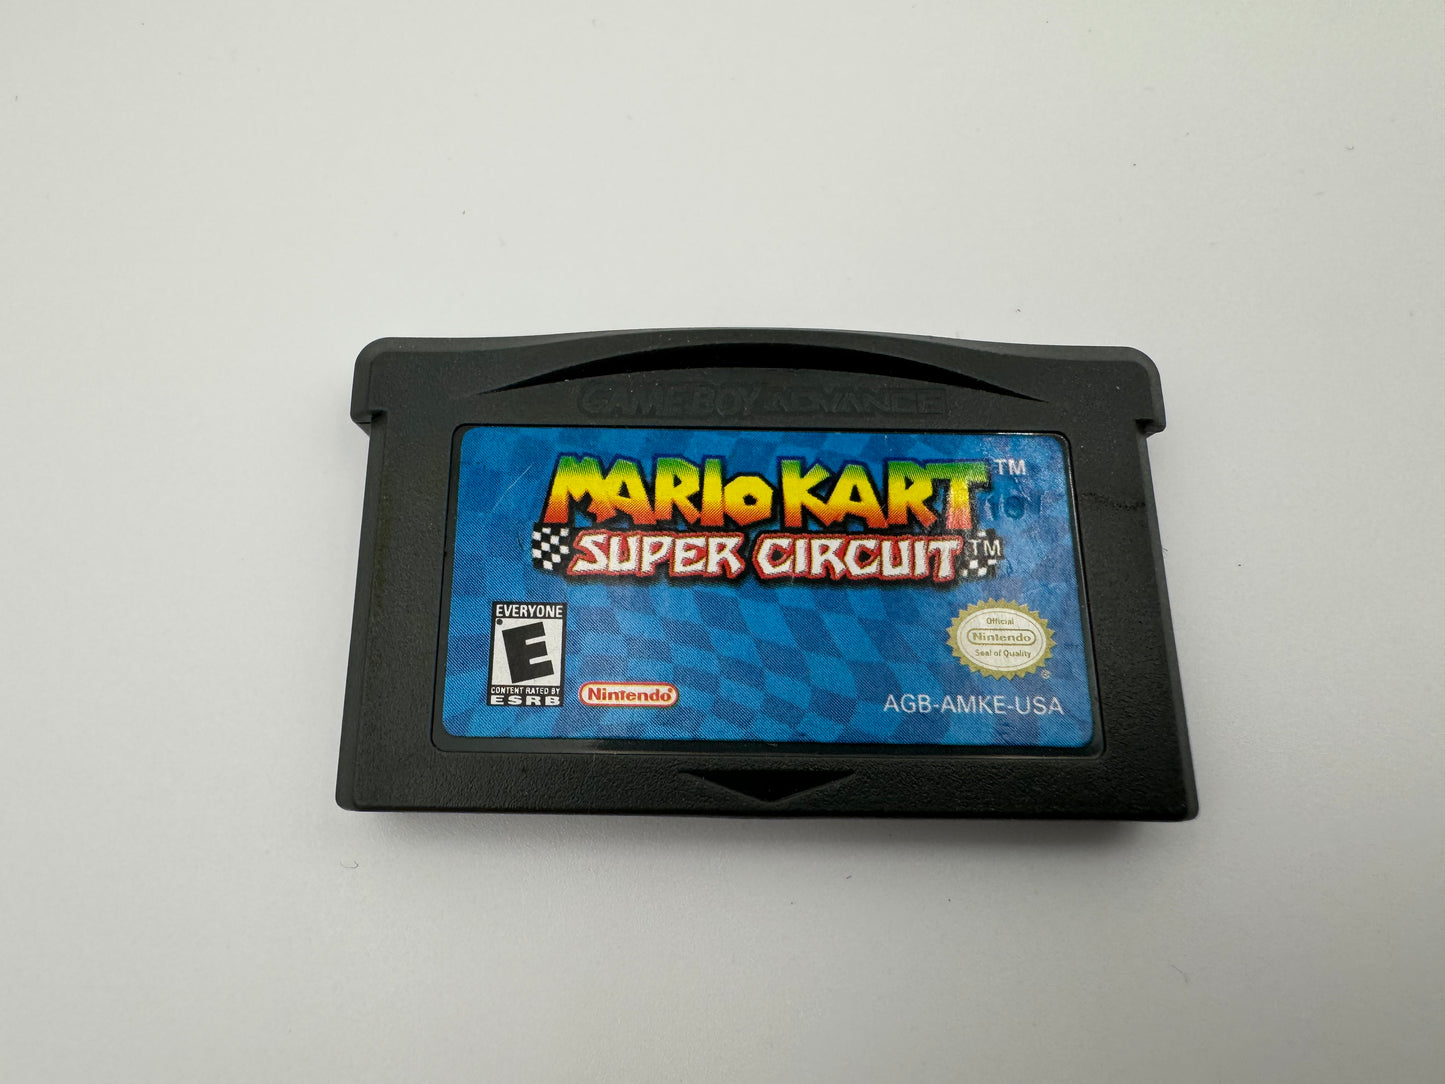 GAME BOY ADVANCE
MARIO KART™
SUPER CIRCUIT™
EVERYONE
E
CONTENT RATED BY
ESRB
Nintendo®
Official
Nintendo
Seal of Quality
AGB-AMKE-USA